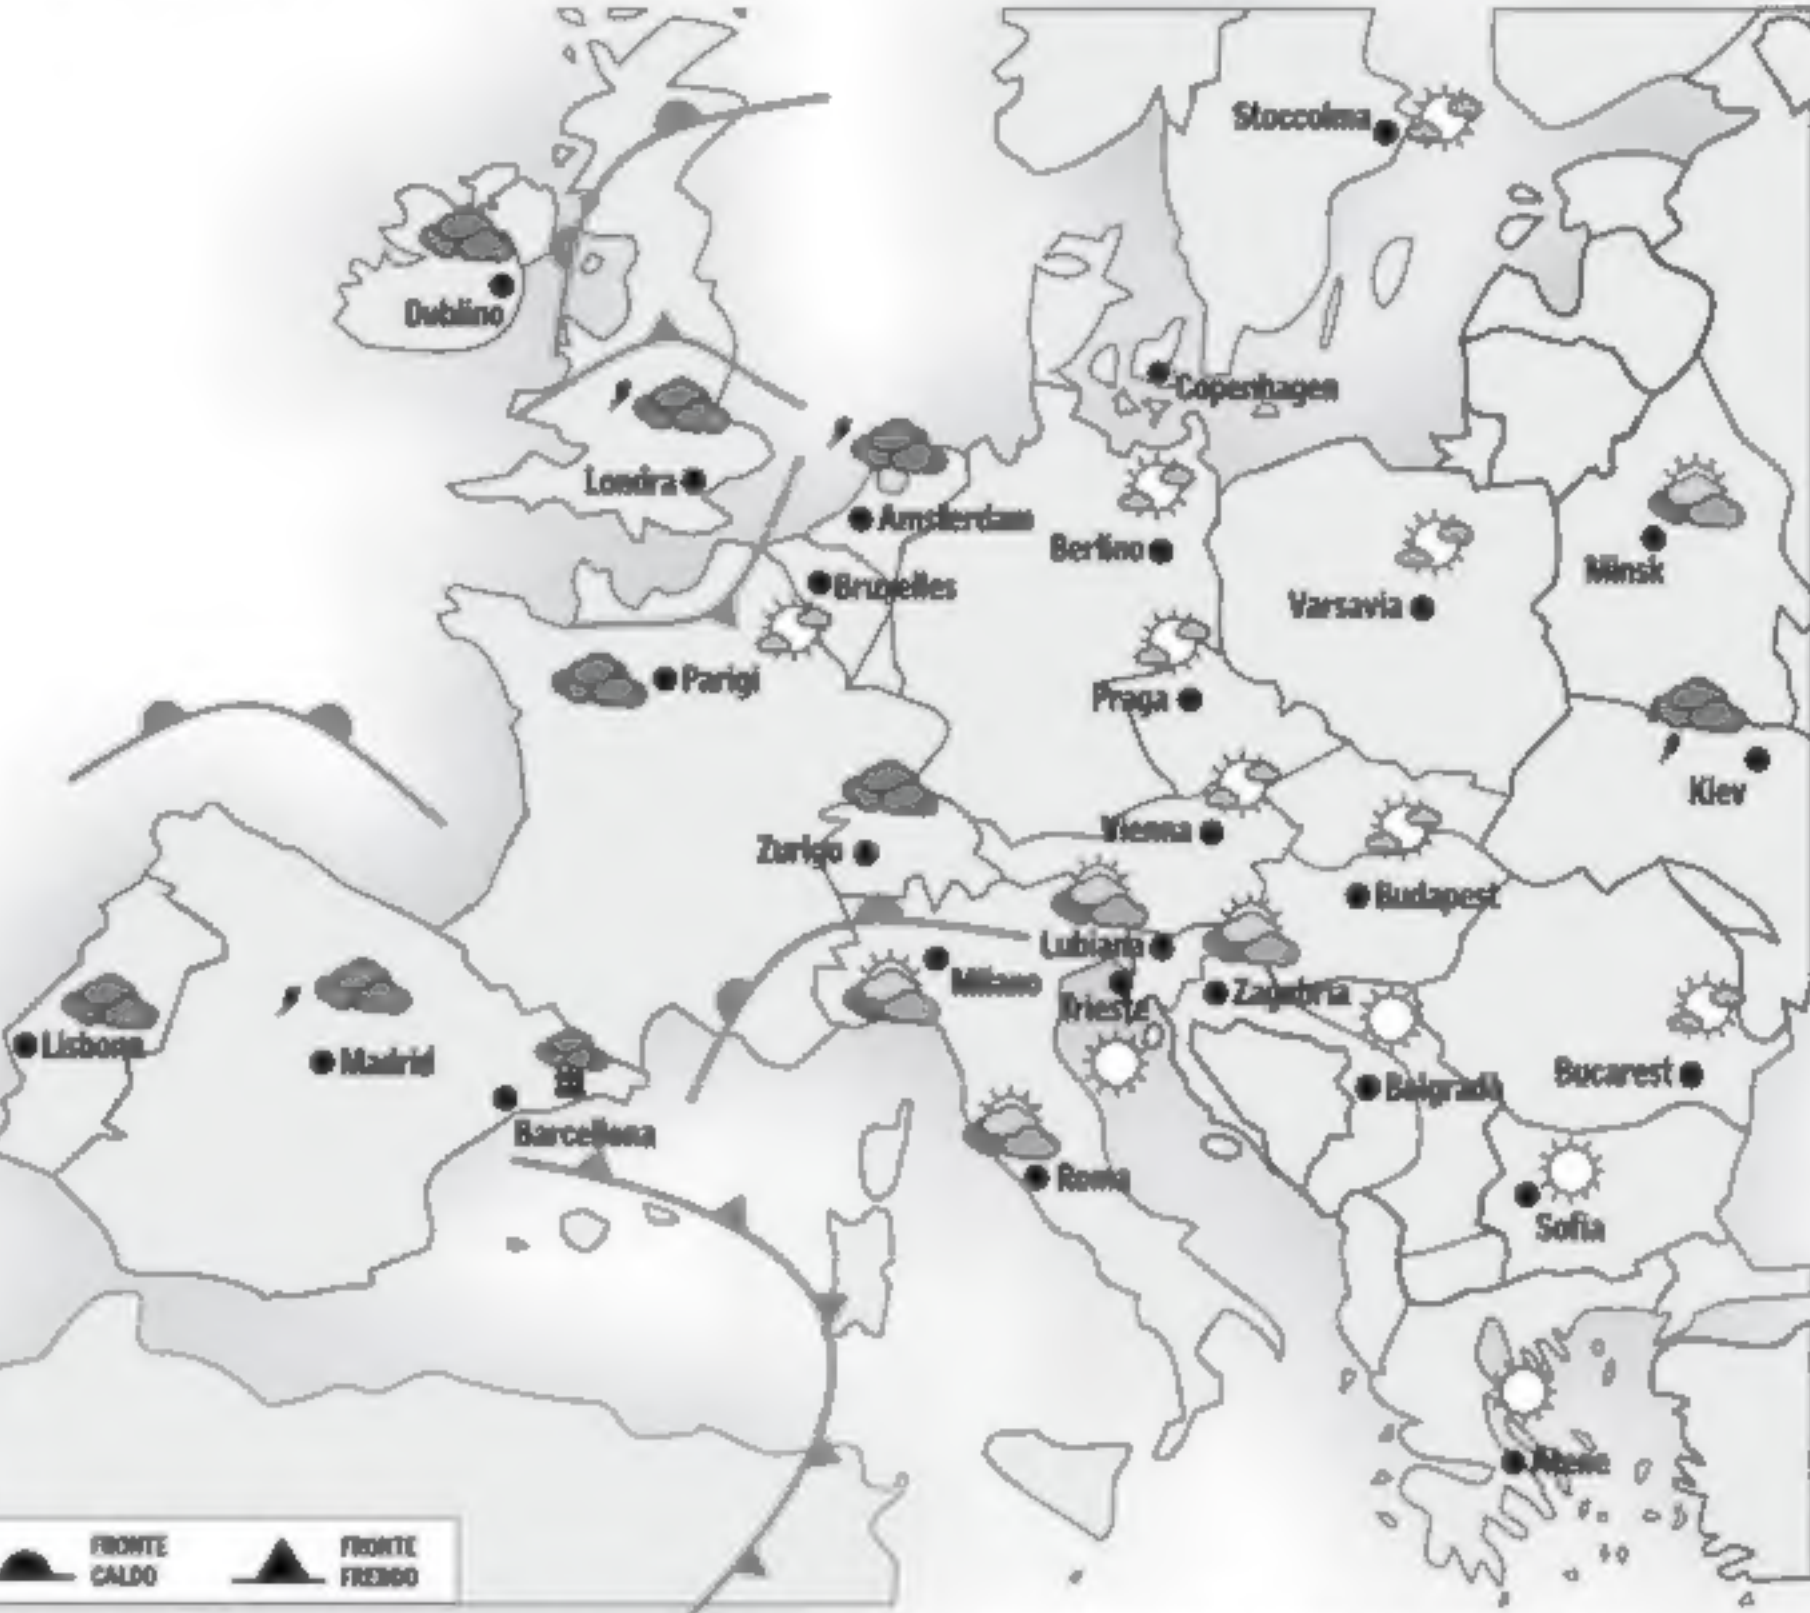 Stoccolma
Dublino
Copenhagen
Londra
Amsterdam
Berlino
Minsk
Bruxelles
Varsavia
Parigi
Praga
Kiev
Vienna
Zurigo
Budapest
Lubiana
Milano
Zagabria
Trieste
Lisbona
Madrid
Bucarest
Belgrado
Barcellona
Roma
Sofia
Atene
FRONTE
CALDO
FRONTE
FREDDO